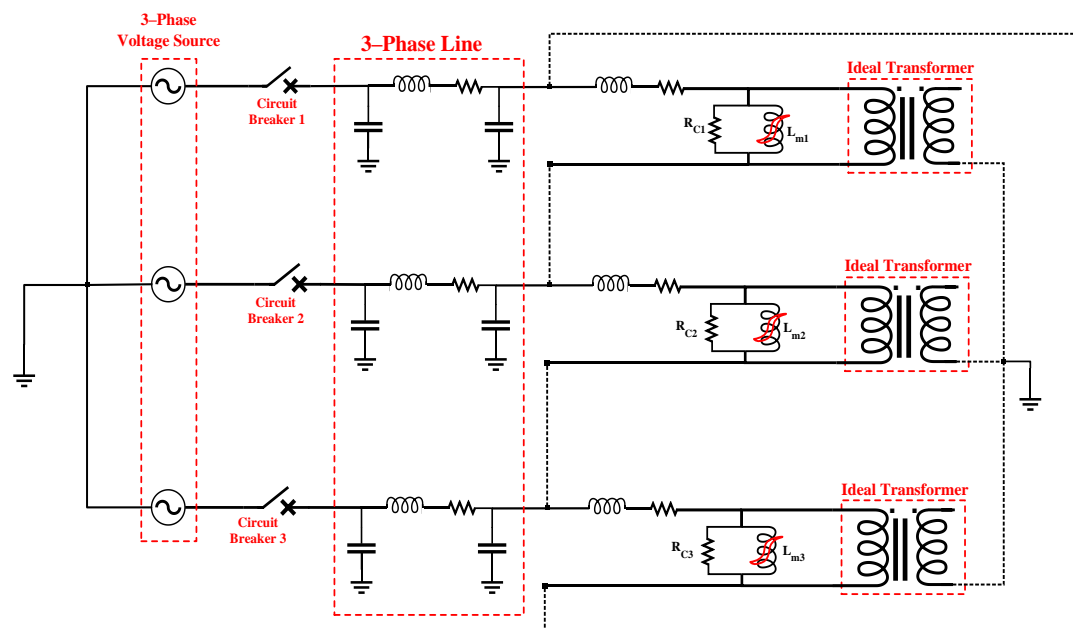 3–Phase
Voltage Source
3–Phase Line
Ideal Transformer
Circuit
Breaker 1
RC1
Lm1
Ideal Transformer
Circuit
Breaker 2
RC2
Lm2
Ideal Transformer
Circuit
Breaker 3
RC3
Lm3